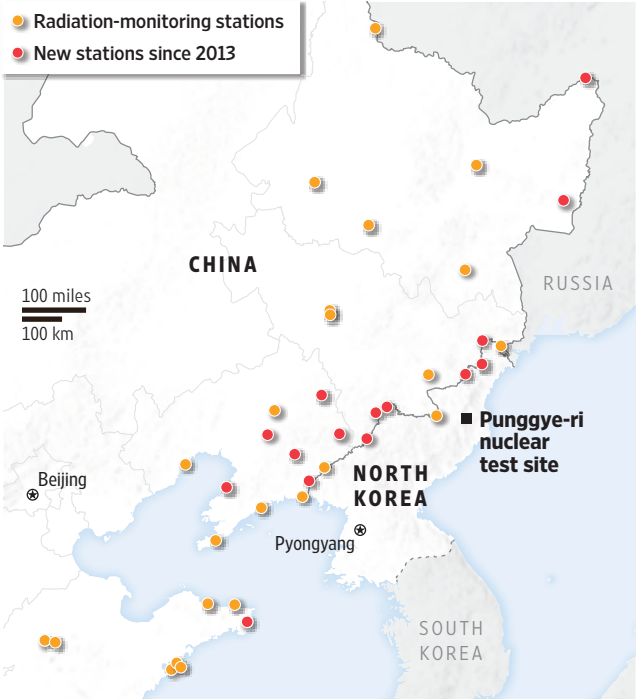 Radiation-monitoring stations
New stations since 2013
CHINA
RUSSIA
100 miles
100 km
Punggye-ri
nuclear
test site
Beijing
NORTH
KOREA
Pyongyang
SOUTH
KOREA